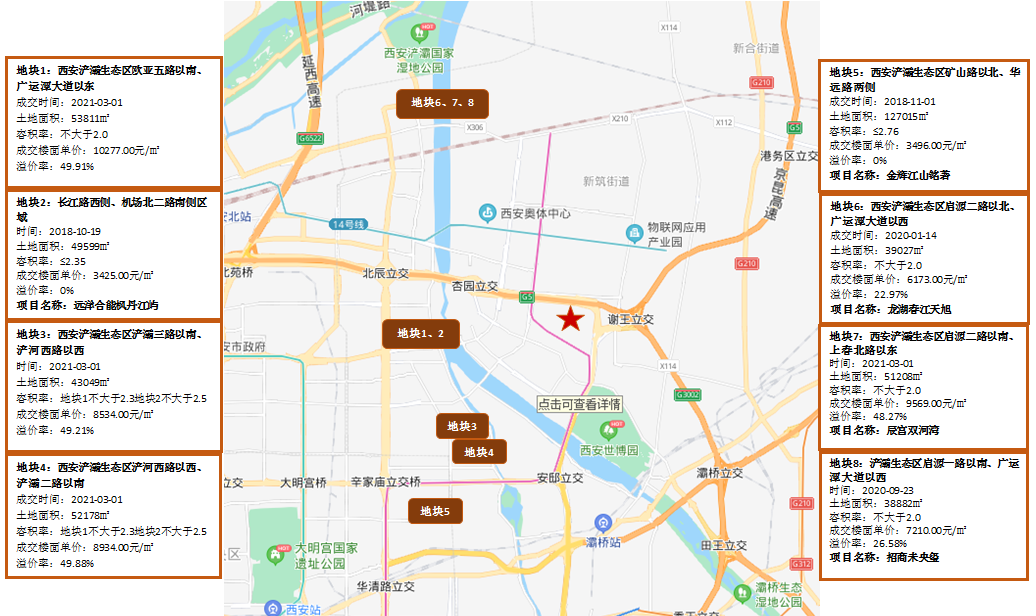 地块1：西安浐灞生态区欧亚五路以南、
广运潭大道以东
成交时间：2021-03-01
土地面积：53811㎡
容积率：不大于2.0
成交楼面单价：10277.00元/㎡
溢价率：49.91%
地块2：长江路西侧、机场北二路南侧区
域
时间：2018-10-19
土地面积：49599㎡
容积率：≤2.35
成交楼面单价：3425.00元/㎡
溢价率：0%
项目名称：远洋合能枫丹江屿
地块3：西安浐灞生态区浐灞三路以南、
浐河西路以西
时间：2021-03-01
土地面积：43049㎡
容积率：地块1不大于2.3地块2不大于2.5
成交楼面单价：8534.00元/㎡
溢价率：49.21%
地块4：西安浐灞生态区浐河西路以西、
浐灞二路以南
成交时间：2021-03-01
土地面积：52178㎡
容积率：地块1不大于2.3地块2不大于2.5
成交楼面单价：8934.00元/㎡
溢价率：49.88%
河堤路
X114
西安浐灞国家
湿地公园
HOT
新合街道
延西高速
G210
地块6、7、8
X306
X210
X112
G5
G6522
港务区立交
新筑街道
京昆高速
北站
14号线
西安奥体中心
物联网应用
产业园
北苑桥
北辰立交
G210
杏园立交
G5
谢王立交
地块1、2
安市政府
X114
G3002
点击可查看详情
地块3
HOT
西安世博园
地块4
立交
大明宫桥
辛家庙立交桥
安邸立交
灞桥立交
地块5
G210
灞桥站
田王立交
HOT
大明宫国家
遗址公园
区
G312
华清路立交
灞桥生态
湿地公园
西安站
地块5：西安浐灞生态区矿山路以北、华
远路两侧
成交时间：2018-11-01
土地面积：127015㎡
容积率：≤2.76
成交楼面单价：3496.00元/㎡
溢价率：0%
项目名称：金辉江山铭著
地块6：西安浐灞生态区启源二路以北、
广运潭大道以西
成交时间：2020-01-14
土地面积：39027㎡
容积率：不大于2.0
成交楼面单价：6173.00元/㎡
溢价率：22.97%
项目名称：龙湖春江天旭
地块7：西安浐灞生态区启源二路以南、
上春北路以东
时间：2021-03-01
土地面积：51208㎡
容积率：不大于2.0
成交楼面单价：9569.00元/㎡
溢价率：48.27%
项目名称：辰宫双河湾
地块8：浐灞生态区启源一路以南、广运
潭大道以西
时间：2020-09-23
土地面积：38882㎡
容积率：不大于2.0
成交楼面单价：7210.00元/㎡
溢价率：26.58%
项目名称：招商未央玺